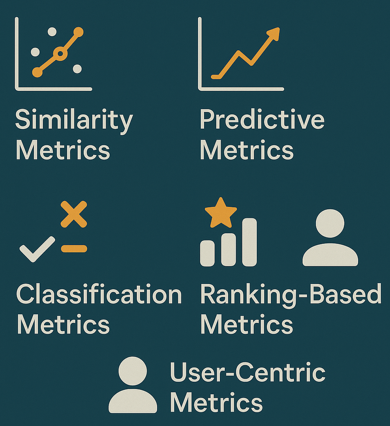 Similarity
Metrics
Predictive
Metrics
Classification
Metrics
Ranking-Based
Metrics
User-Centric
Metrics